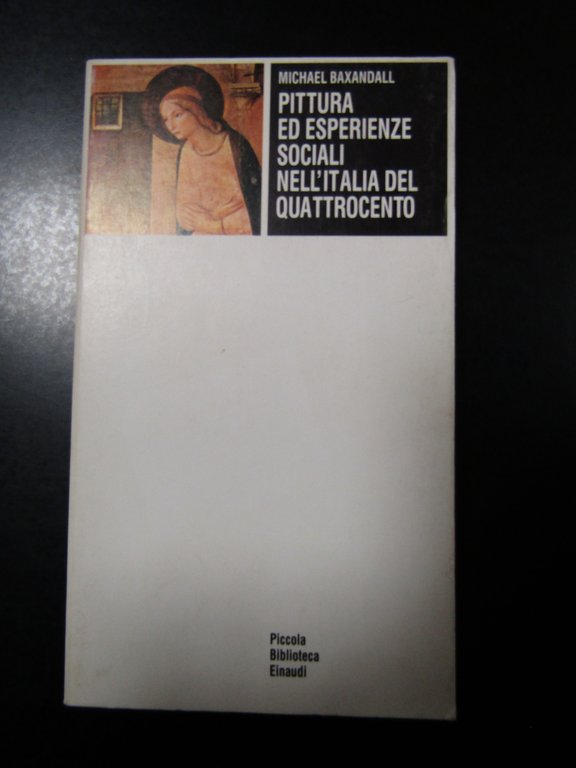 MICHAEL BAXANDALL
PITTURA
ED ESPERIENZE
SOCIALI
NELL'ITALIA DEL
QUATTROCENTO
Piccola
Biblioteca
Einaudi